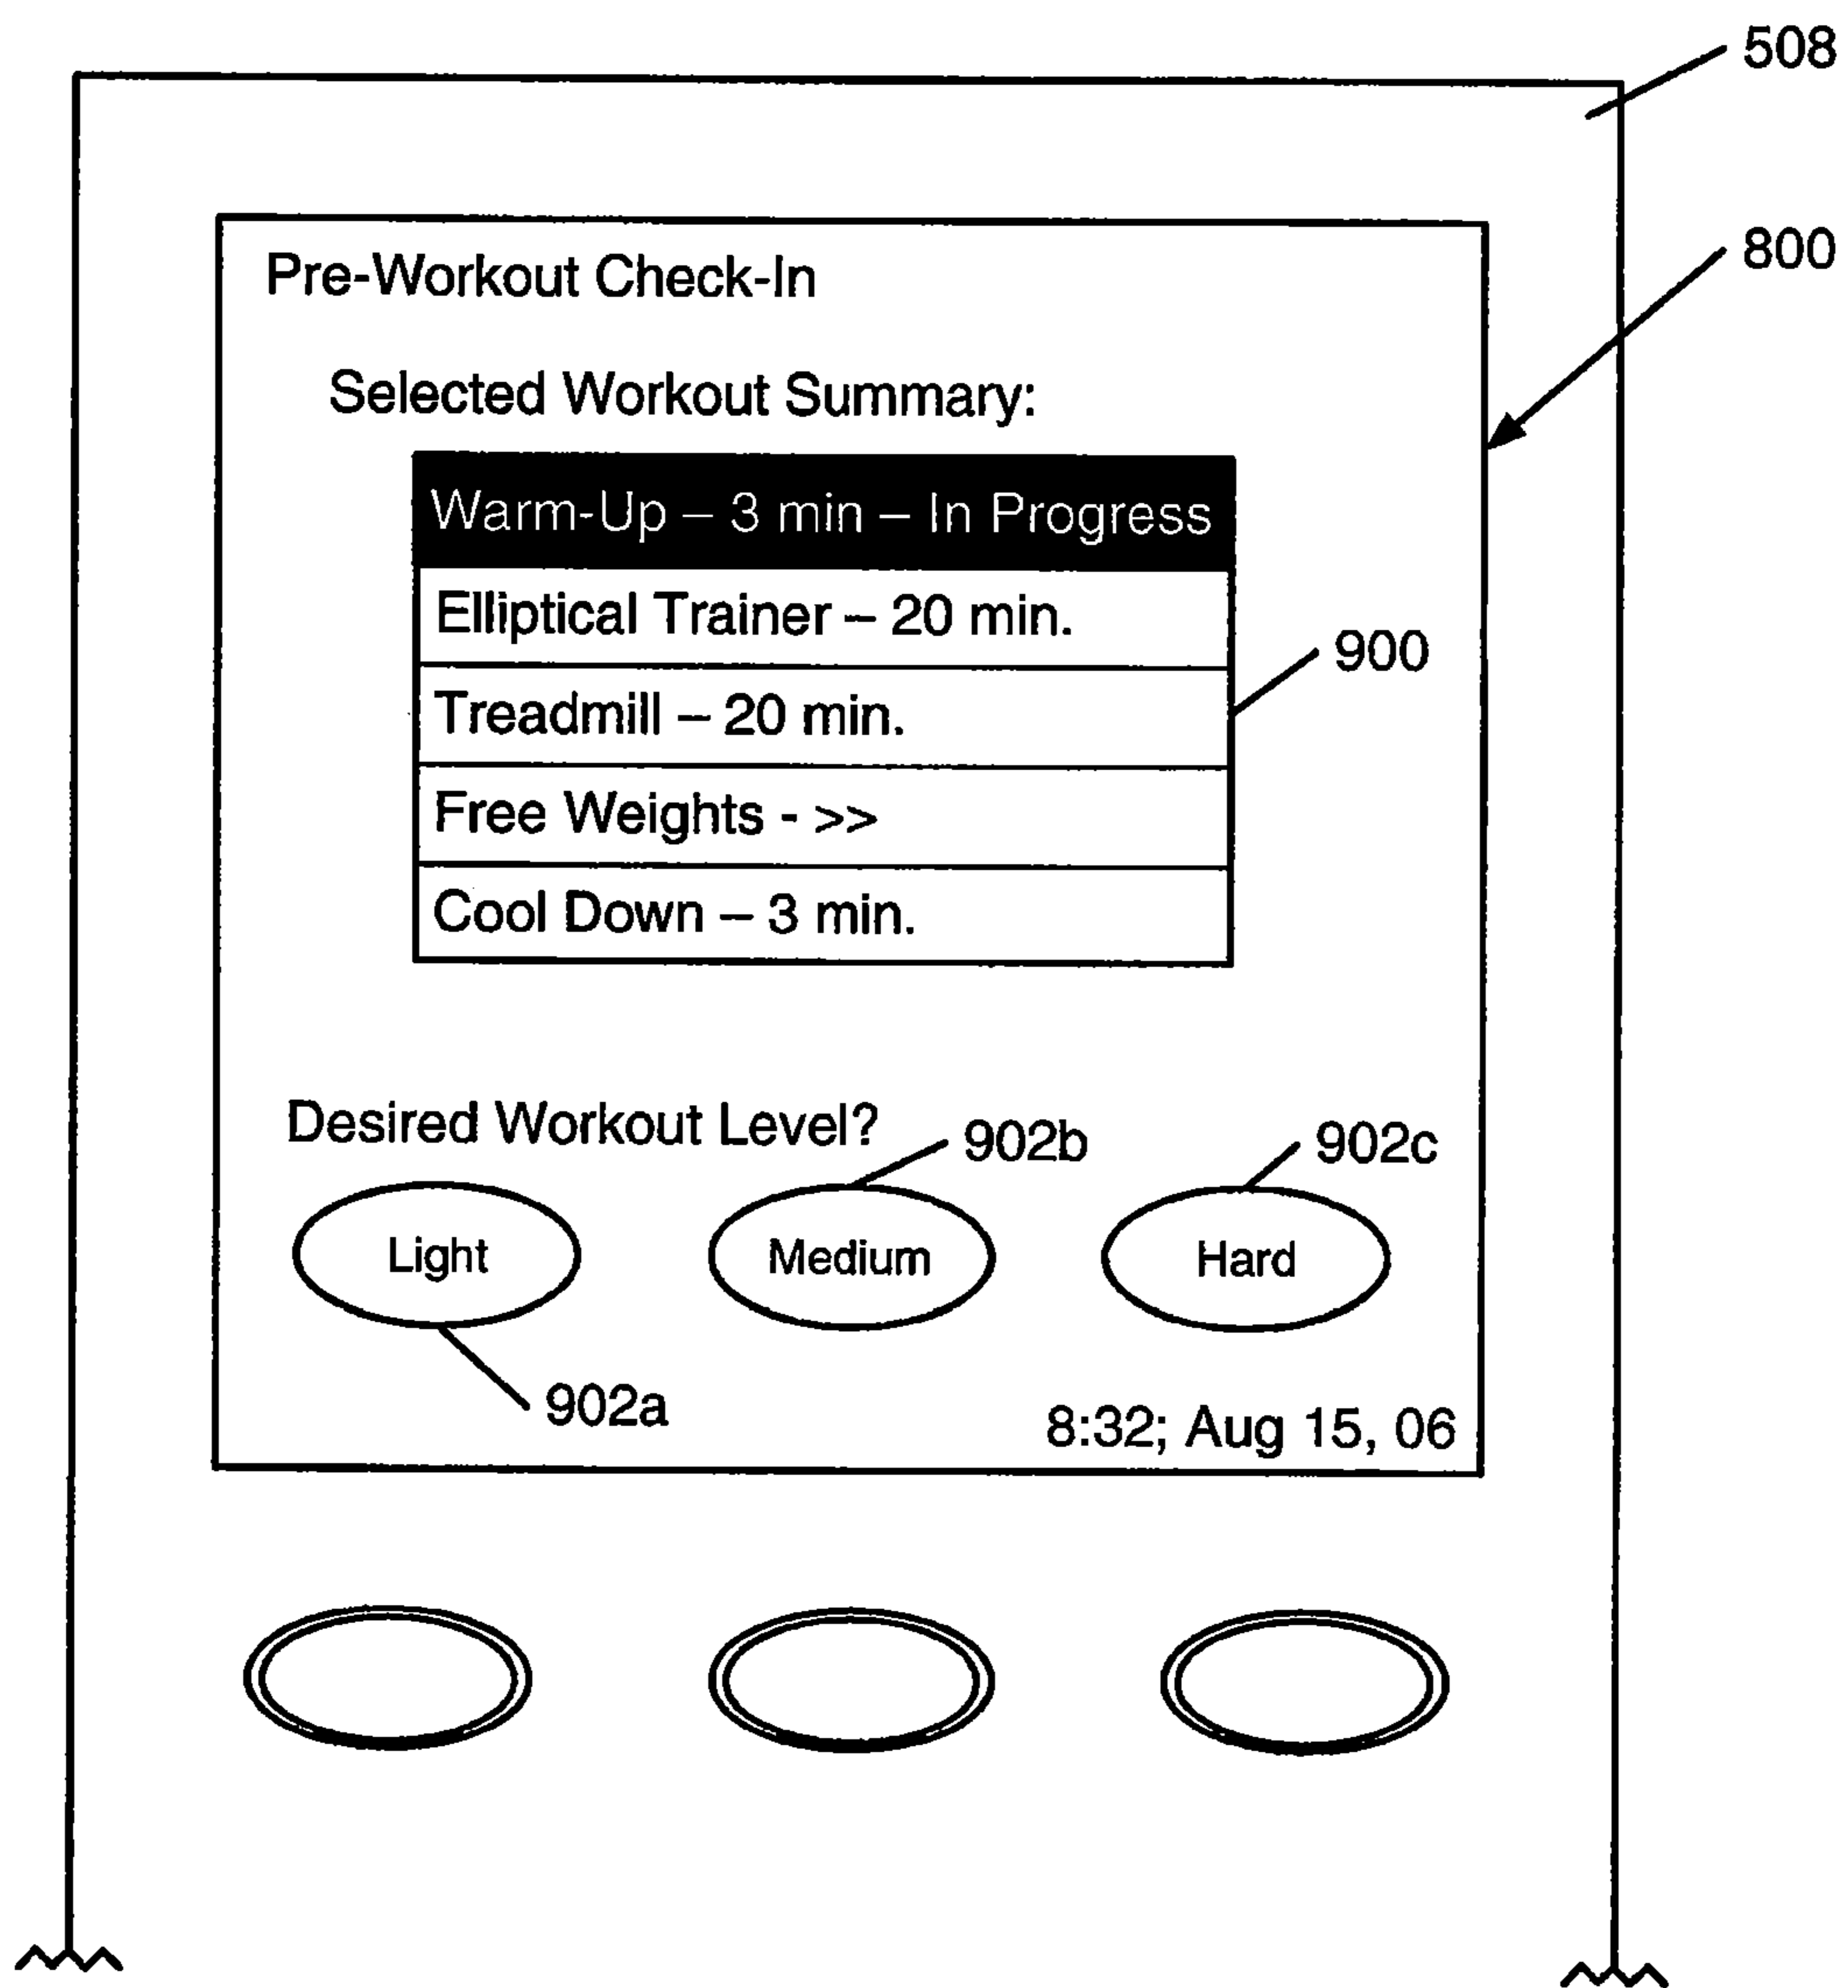 508
800
Pre-Workout Check-In
Selected Workout Summary:
Warm-Up – 3 min – In Progress
Elliptical Trainer – 20 min.
900
Treadmill – 20 min.
Free Weights - >>
Cool Down – 3 min.
Desired Workout Level?
902b
902c
Light
Medium
Hard
902a
8:32; Aug 15, 06